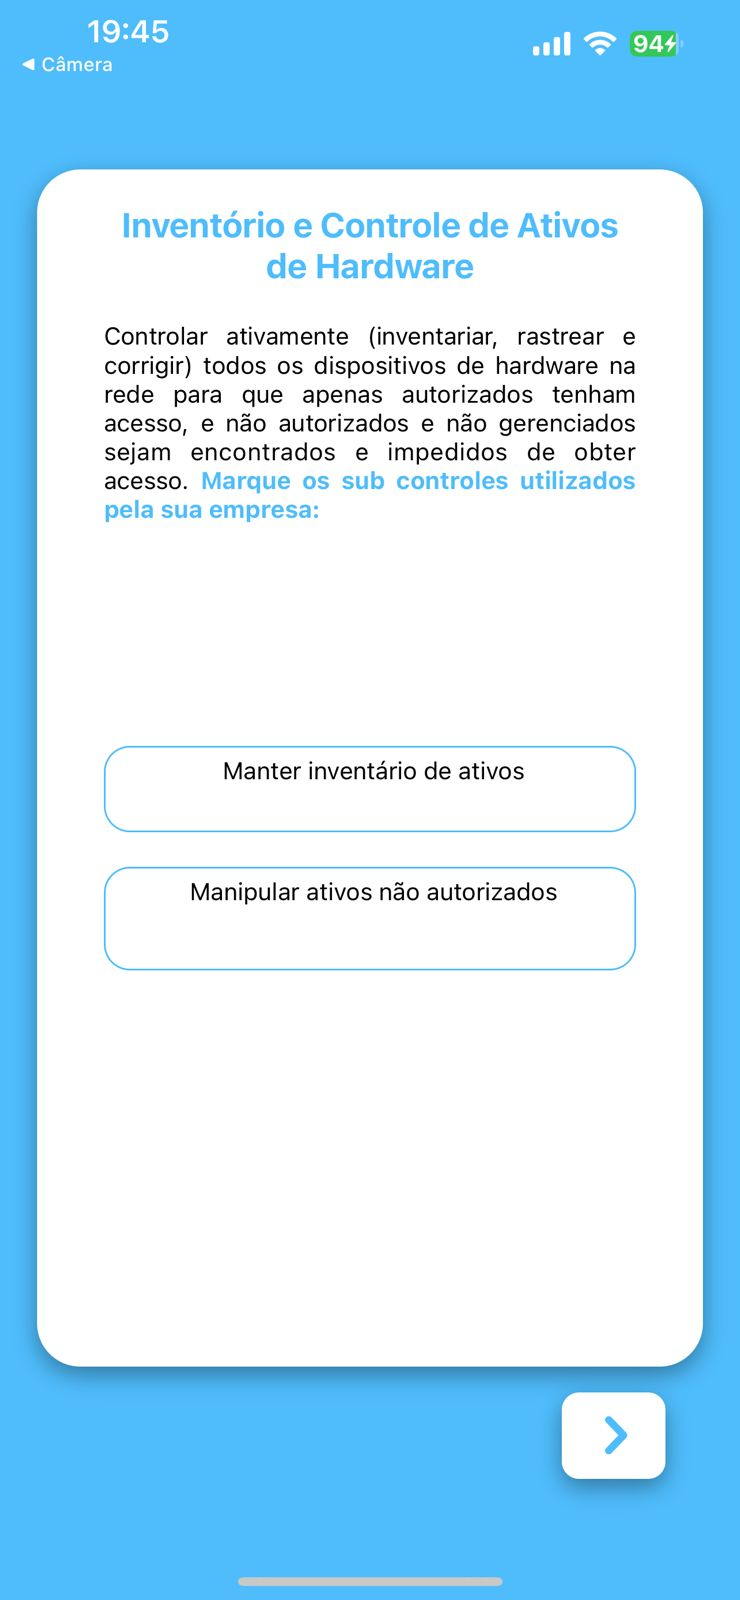 19:45
◀ Câmera
94
Inventório e Controle de Ativos
de Hardware
Controlar ativamente (inventariar, rastrear e
corrigir) todos os dispositivos de hardware na
rede para que apenas autorizados tenham
acesso, e não autorizados e não gerenciados
sejam encontrados e impedidos de obter
acesso. Marque os sub controles utilizados
pela sua empresa:
Manter inventário de ativos
Manipular ativos não autorizados